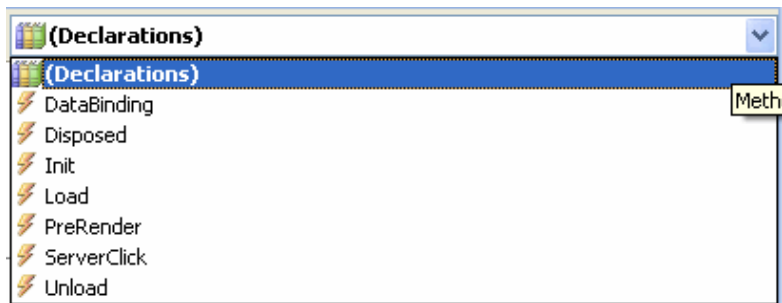 (Declarations)
(Declarations)
DataBinding
Meth
Disposed
Init
Load
PreRender
ServerClick
Unload